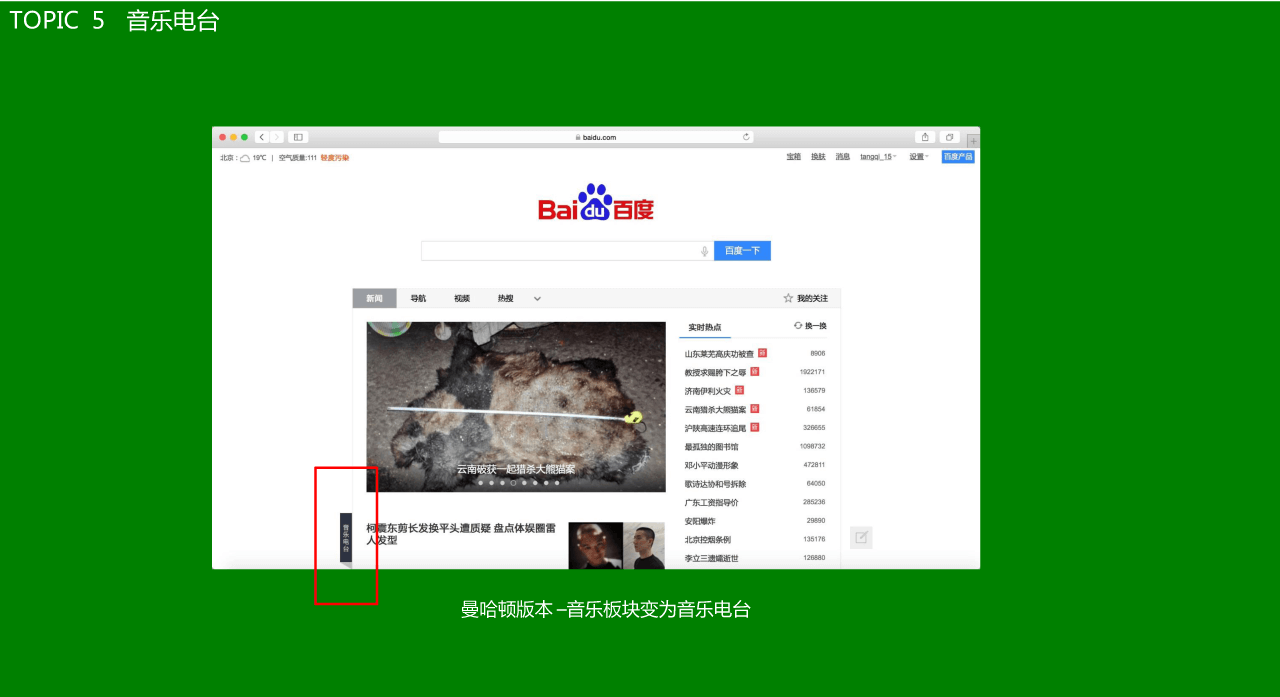 TOPIC 5 音乐电台
baidu.com
北京： 19℃ | 空气质量:111 轻度污染
宝箱 换肤 消息 tangqi_15 设置 百度产品
Bai du 百度
百度一下
新闻 导航 视频 热搜 我的关注
实时热点 换一换
山东莱芜高庆功被查 新 8906
教授求赐胯下之辱 新 1922171
济南伊利火灾 新 136579
云南猎杀大熊猫案 新 61854
沪陕高速连环追尾 新 326655
最孤独的图书馆 1098732
邓小平动漫形象 472811
歌诗达协和号拆除 64050
广东工资指导价 285236
安阳爆炸 29890
北京控烟条例 135176
李立三遗孀逝世 126880
云南破获一起猎杀大熊猫案
音乐电台
柯震东剪长发换平头遭质疑 盘点体娱圈雷
人发型
曼哈顿版本 –音乐板块变为音乐电台